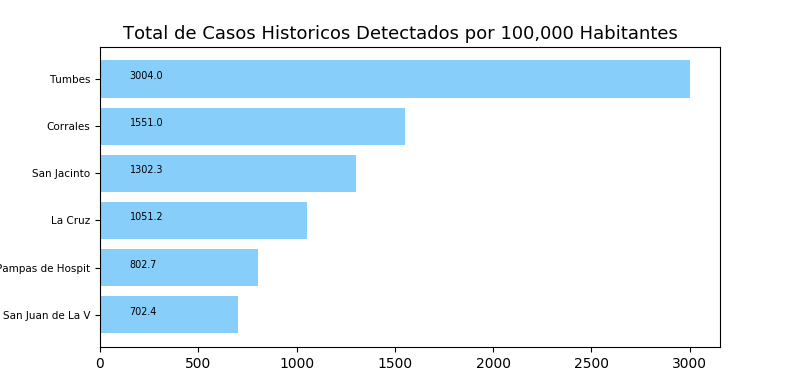 Total de Casos Historicos Detectados por 100,000 Habitantes
Tumbes 3004.0
Corrales 1551.0
San Jacinto 1302.3
La Cruz 1051.2
Pampas de Hospit 802.7
San Juan de La V 702.4
0 500 1000 1500 2000 2500 3000